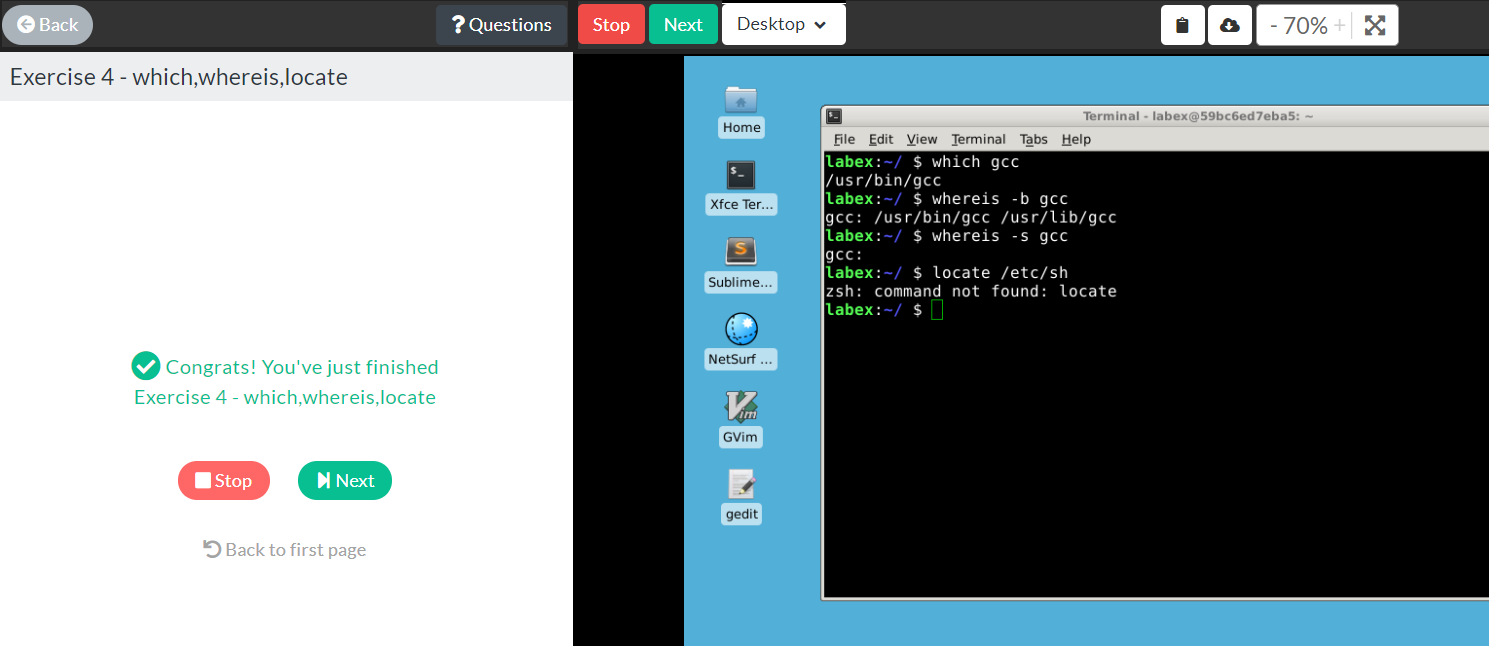 Back
? Questions
Stop
Next
Desktop
- 70% +
Exercise 4 - which,whereis,locate
Congrats! You've just finished
Exercise 4 - which,whereis,locate
Stop
Next
Back to first page
Home
Xfce Ter...
Sublime...
NetSurf ...
GVim
gedit
Terminal - labex@59bc6ed7eba5: ~
File Edit View Terminal Tabs Help
labex:~/ $ which gcc
/usr/bin/gcc
labex:~/ $ whereis -b gcc
gcc: /usr/bin/gcc /usr/lib/gcc
labex:~/ $ whereis -s gcc
gcc:
labex:~/ $ locate /etc/sh
zsh: command not found: locate
labex:~/ $